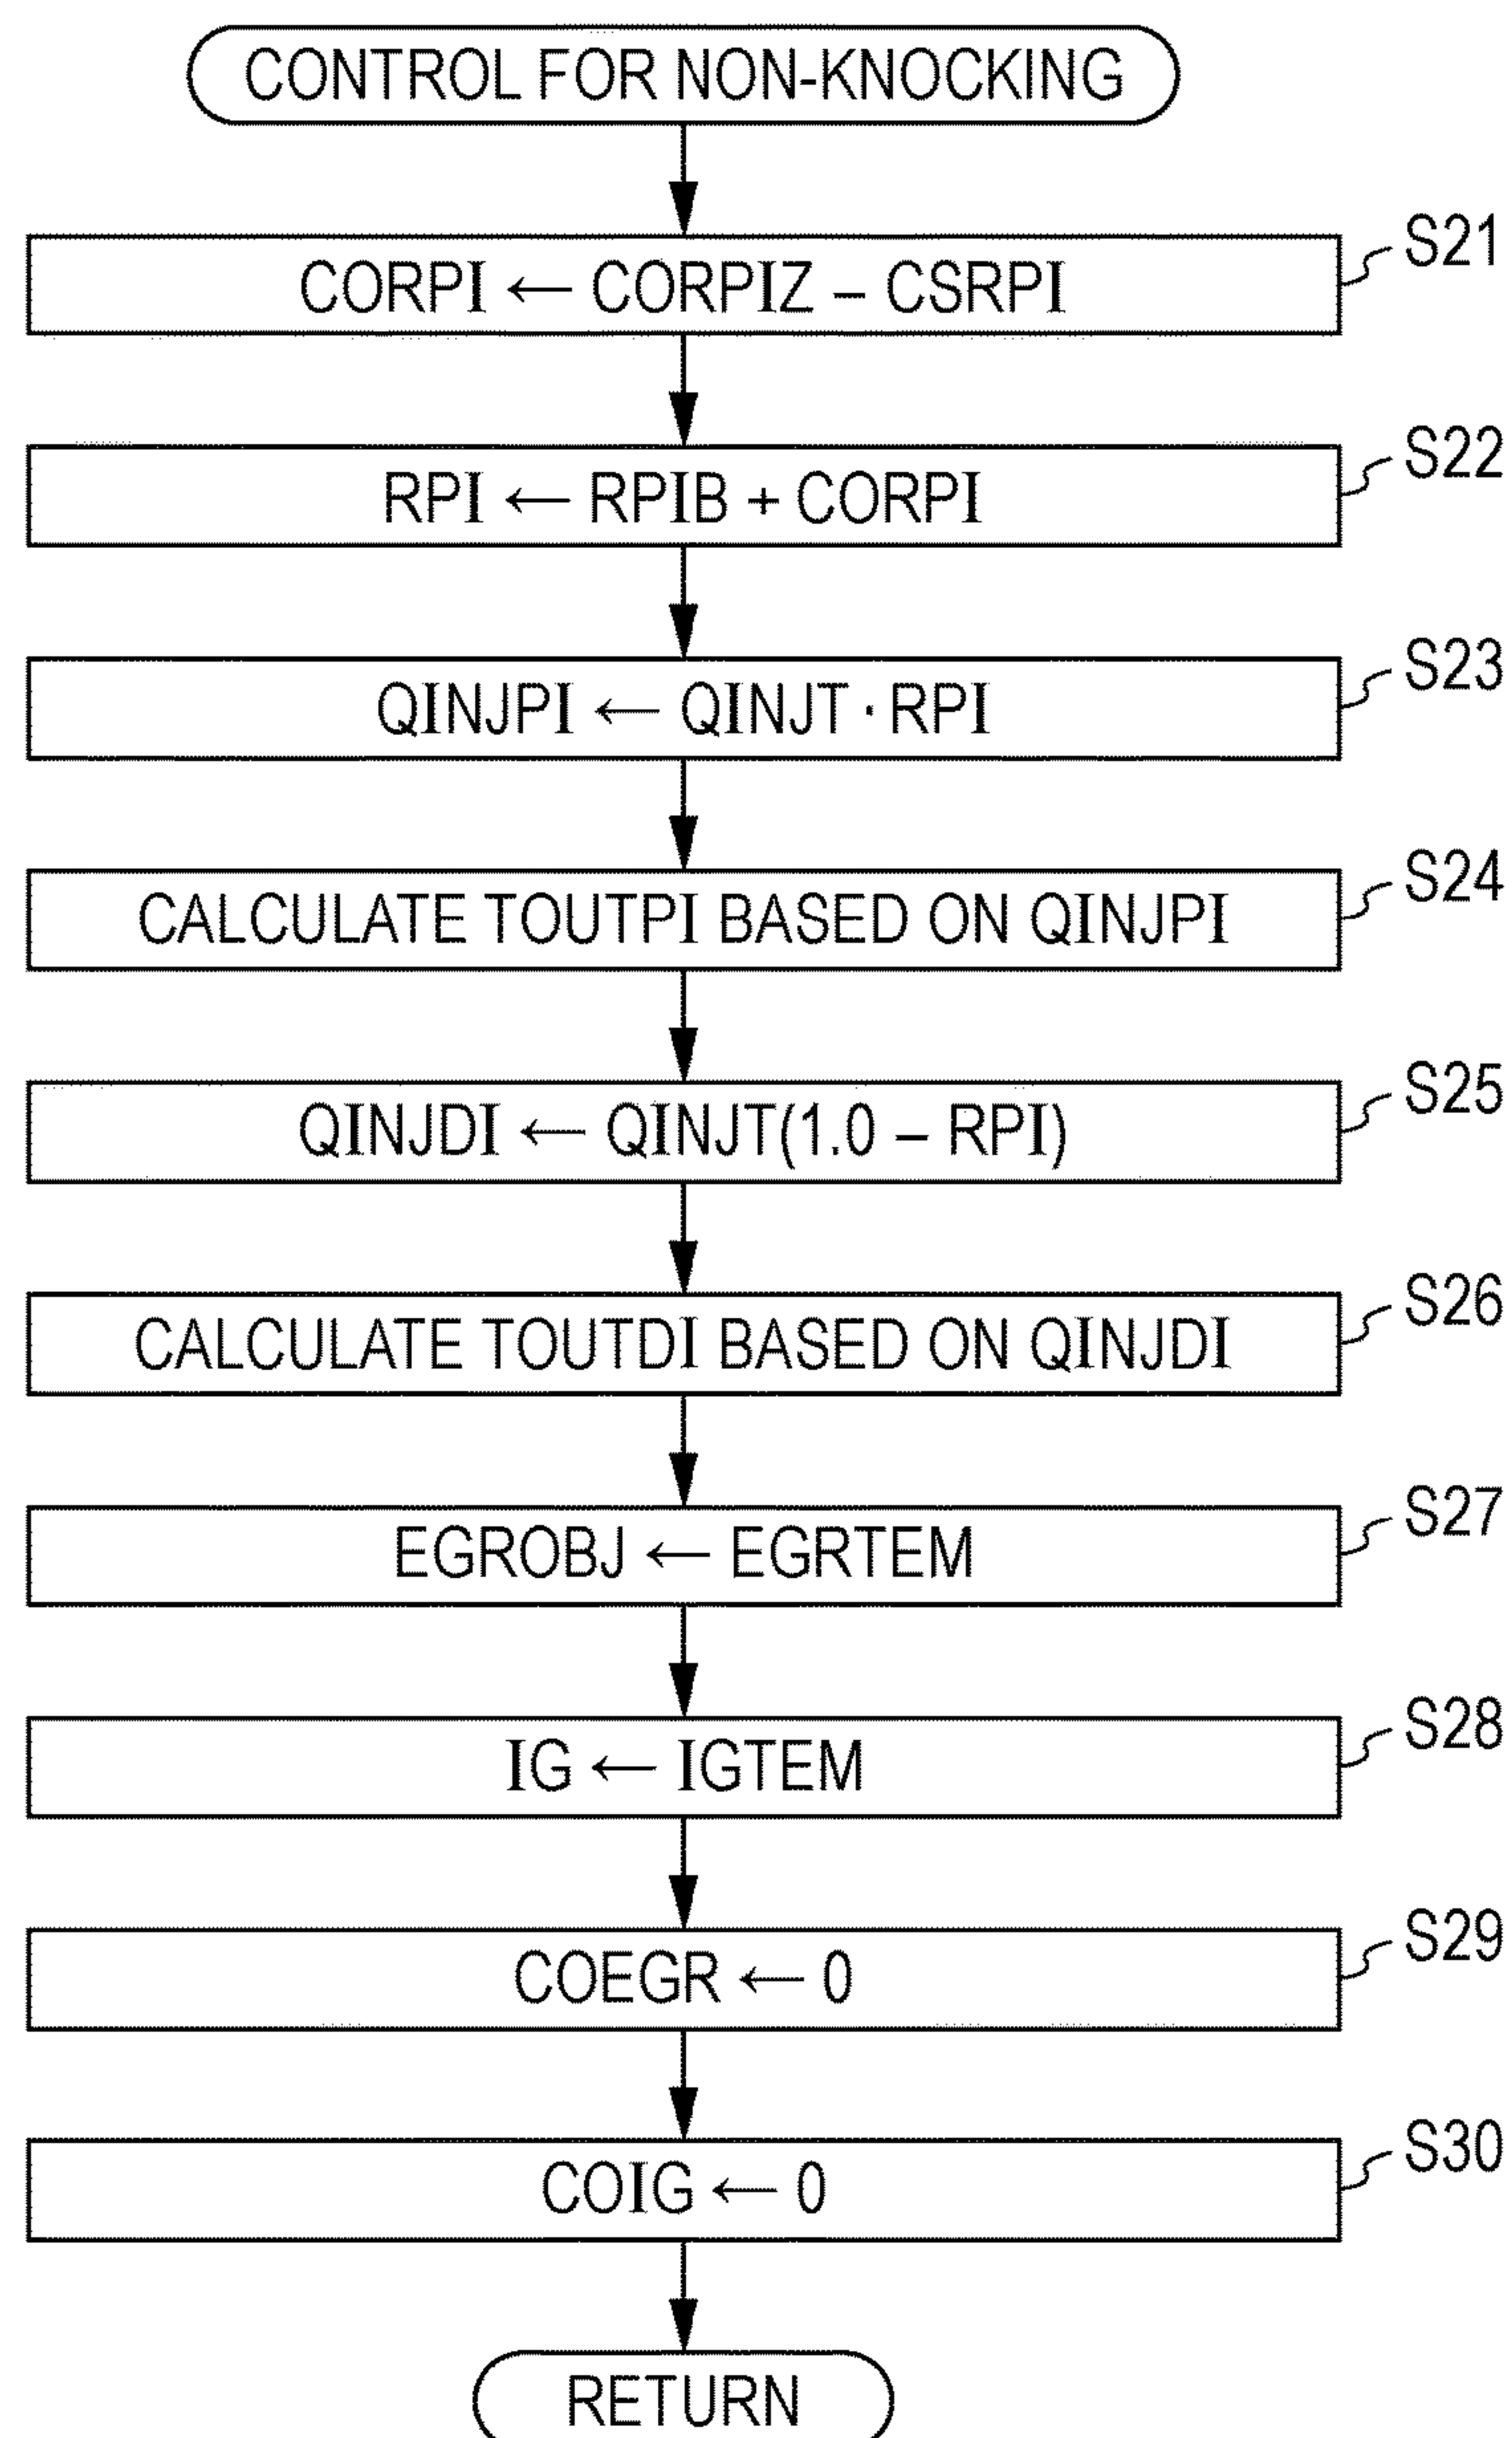 CONTROL FOR NON-KNOCKING
CORPI ← CORPIZ – CSRPI
S21
RPI ← RPIB + CORPI
S22
QINJPI ← QINJT · RPI
S23
CALCULATE TOUTPI BASED ON QINJPI
S24
QINJDI ← QINJT(1.0 – RPI)
S25
CALCULATE TOUTDI BASED ON QINJDI
S26
EGROBJ ← EGRTEM
S27
IG ← IGTEM
S28
COEGR ← 0
S29
COIG ← 0
S30
RETURN